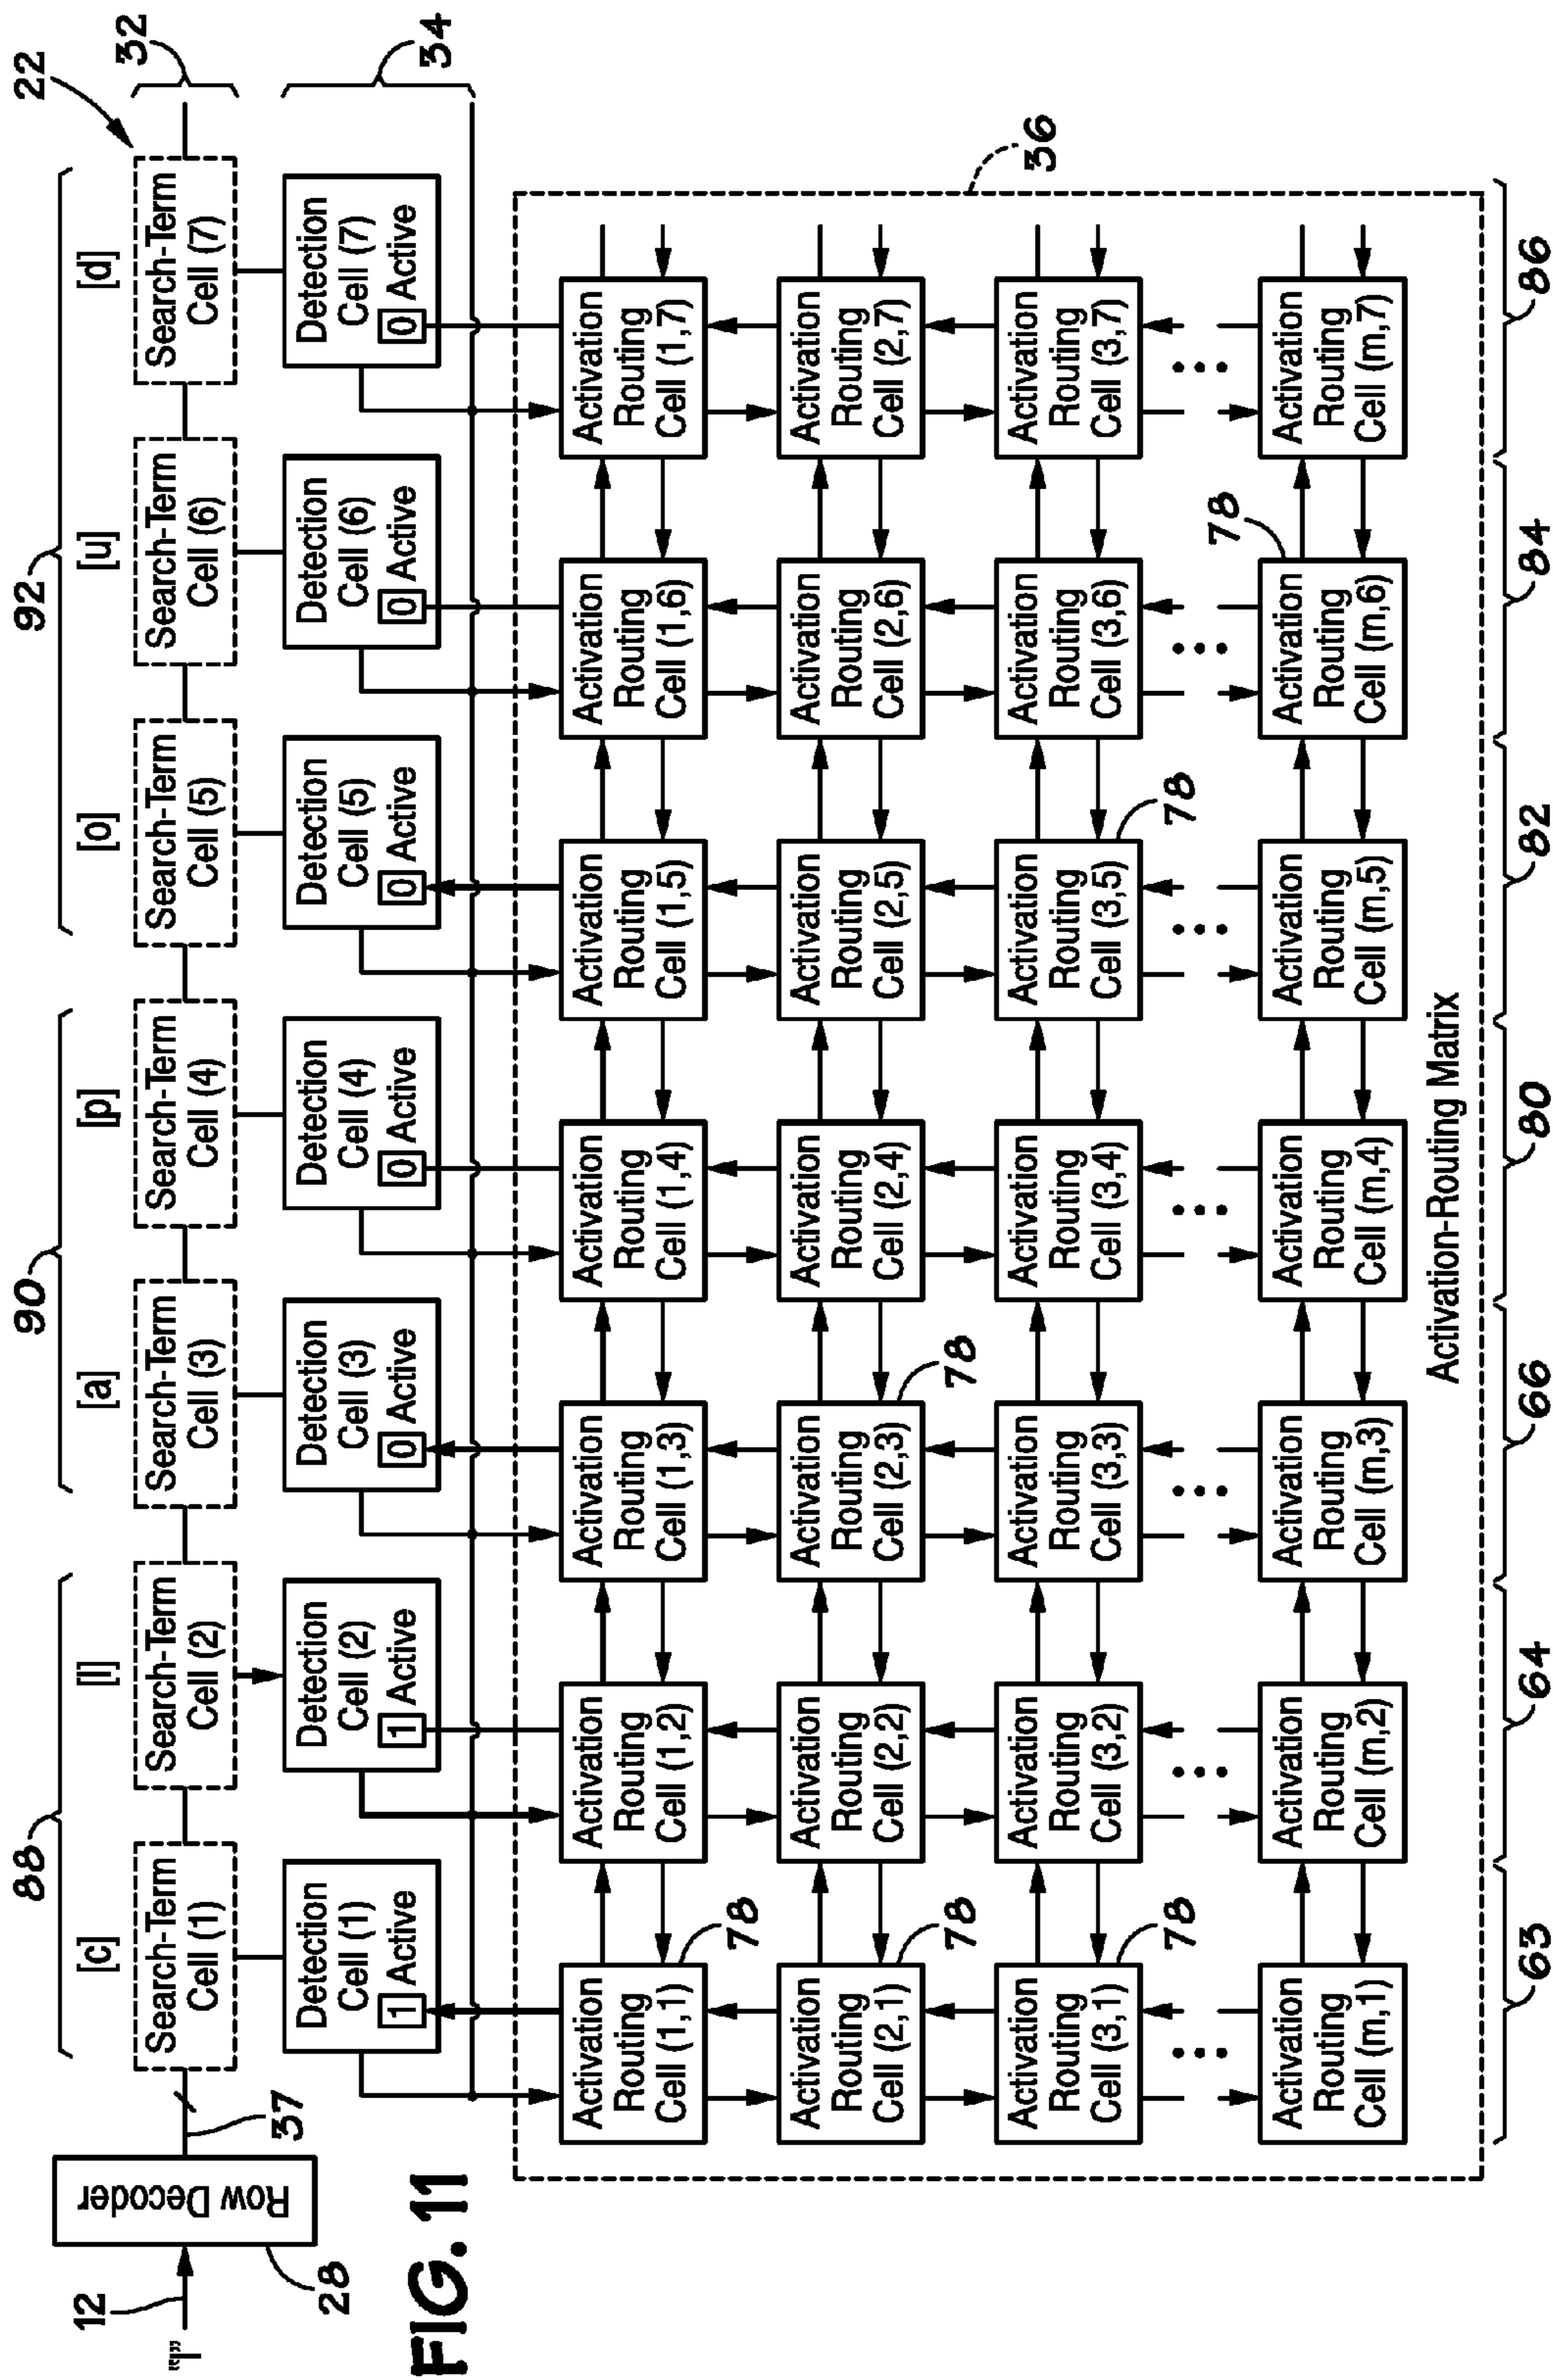 22
32
34
88
90
92
[c]
[l]
[a]
[p]
[o]
[u]
[d]
"l"
12
Row Decoder
28
37
Search-Term
Cell (1)
Search-Term
Cell (2)
Search-Term
Cell (3)
Search-Term
Cell (4)
Search-Term
Cell (5)
Search-Term
Cell (6)
Search-Term
Cell (7)
Detection
Cell (1)
1 Active
Detection
Cell (2)
1 Active
Detection
Cell (3)
0 Active
Detection
Cell (4)
0 Active
Detection
Cell (5)
0 Active
Detection
Cell (6)
0 Active
Detection
Cell (7)
0 Active
FIG. 11
36
Activation
Routing
Cell (1,1)
78
Activation
Routing
Cell (1,2)
Activation
Routing
Cell (1,3)
Activation
Routing
Cell (1,4)
Activation
Routing
Cell (1,5)
Activation
Routing
Cell (1,6)
Activation
Routing
Cell (1,7)
Activation
Routing
Cell (2,1)
78
Activation
Routing
Cell (2,2)
Activation
Routing
Cell (2,3)
78
Activation
Routing
Cell (2,4)
Activation
Routing
Cell (2,5)
Activation
Routing
Cell (2,6)
Activation
Routing
Cell (2,7)
Activation
Routing
Cell (3,1)
78
Activation
Routing
Cell (3,2)
Activation
Routing
Cell (3,3)
Activation
Routing
Cell (3,4)
Activation
Routing
Cell (3,5)
78
Activation
Routing
Cell (3,6)
Activation
Routing
Cell (3,7)
Activation
Routing
Cell (m,1)
Activation
Routing
Cell (m,2)
Activation
Routing
Cell (m,3)
Activation
Routing
Cell (m,4)
Activation
Routing
Cell (m,5)
Activation
Routing
Cell (m,6)
78
Activation
Routing
Cell (m,7)
Activation-Routing Matrix
63
64
66
80
82
84
86